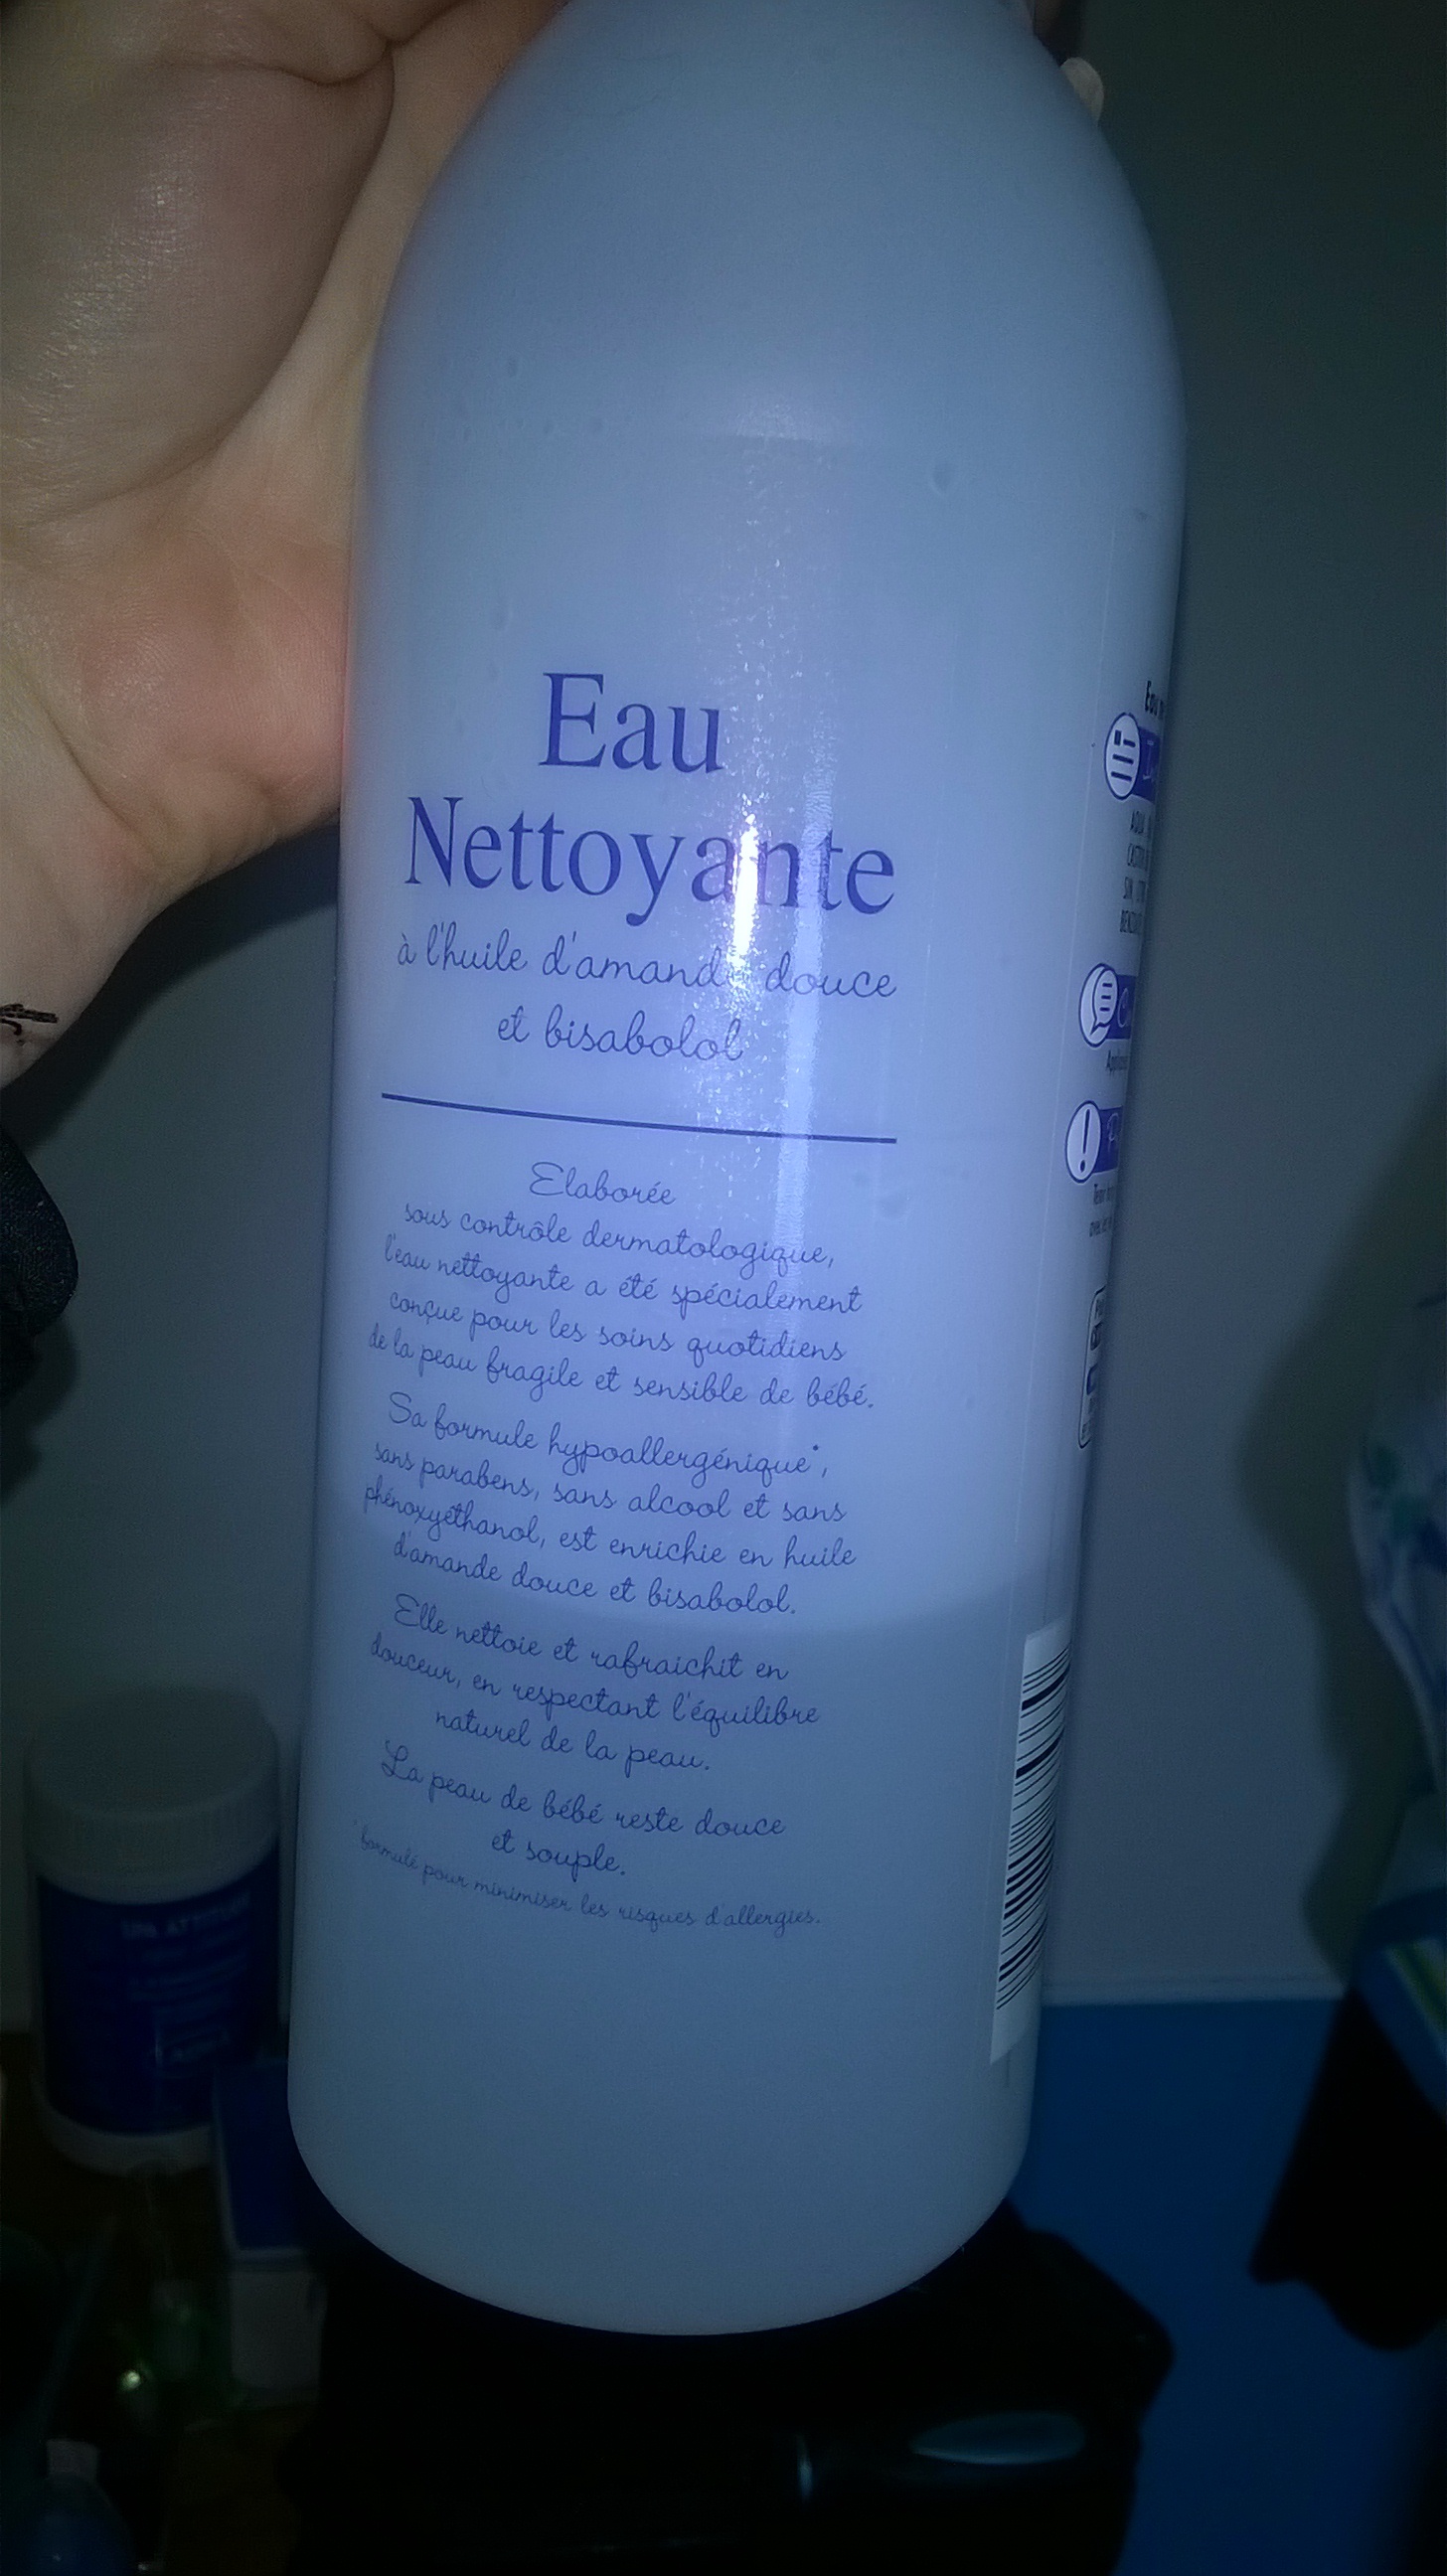 Eau
Nettoyante
à l'huile d'amande douce
et bisabolol
Elaborée
sous contrôle dermatologique,
l'eau nettoyante a été spécialement
conçue pour les soins quotidiens
de la peau fragile et sensible de bébé.
Sa formule hypoallergénique*,
sans parabens, sans alcool et sans
phénoxyéthanol, est enrichie en huile
d'amande douce et bisabolol.
Elle nettoie et rafraichit en
douceur, en respectant l'équilibre
naturel de la peau.
La peau de bébé reste douce
et souple.
*formulé pour minimiser les risques d'allergies.
Eau
AQUA